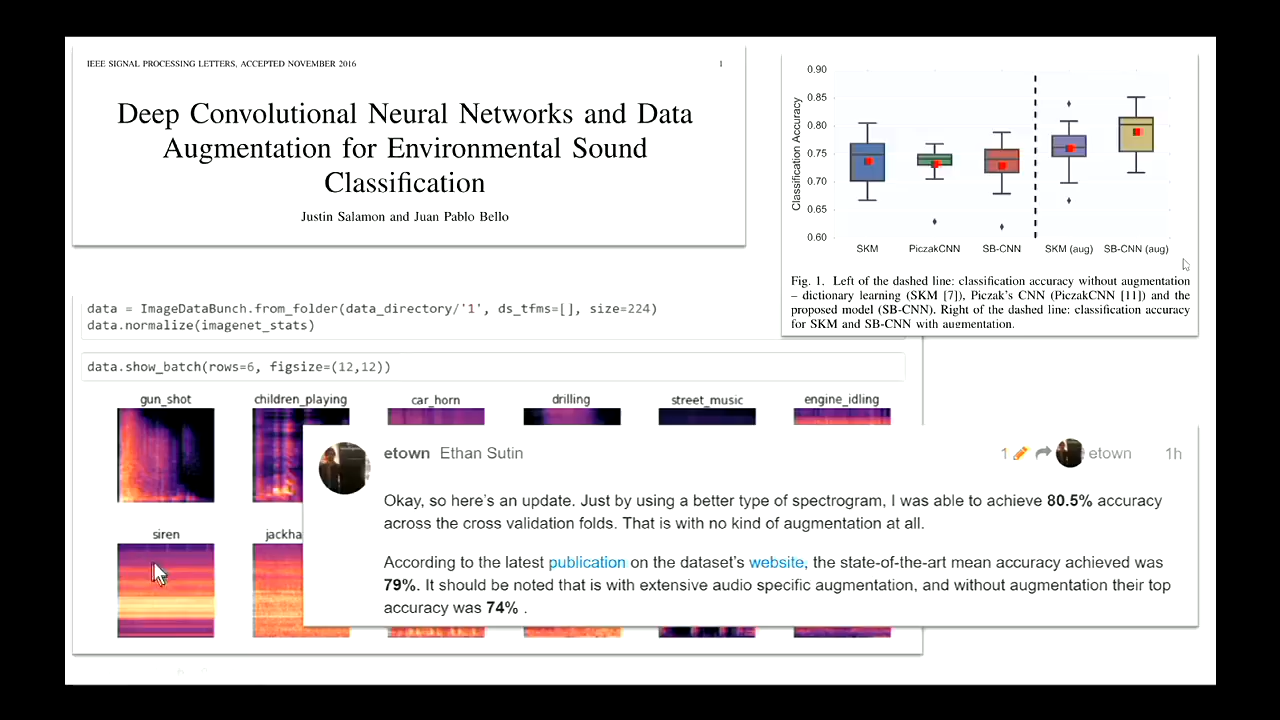 IEEE SIGNAL PROCESSING LETTERS, ACCEPTED NOVEMBER 2016
1
Deep Convolutional Neural Networks and Data
Augmentation for Environmental Sound
Classification
Justin Salamon and Juan Pablo Bello
0.90
0.85
0.80
0.75
0.70
0.65
0.60
Classification Accuracy
SKM PiczakCNN SB-CNN SKM (aug) SB-CNN (aug)
Fig. 1. Left of the dashed line: classification accuracy without augmentation
– dictionary learning (SKM [7]), Piczak's CNN (PiczakCNN [11]) and the
proposed model (SB-CNN). Right of the dashed line: classification accuracy
for SKM and SB-CNN with augmentation.
data = ImageDataBunch.from_folder(data_directory/'1', ds_tfms=[], size=224)
data.normalize(imagenet_stats)
data.show_batch(rows=6, figsize=(12,12))
gun_shot children_playing car_horn drilling street_music engine_idling
siren jackha
etown Ethan Sutin
1 etown 1h
Okay, so here's an update. Just by using a better type of spectrogram, I was able to achieve 80.5% accuracy
across the cross validation folds. That is with no kind of augmentation at all.
According to the latest publication on the dataset's website, the state-of-the-art mean accuracy achieved was
79%. It should be noted that is with extensive audio specific augmentation, and without augmentation their top
accuracy was 74% .